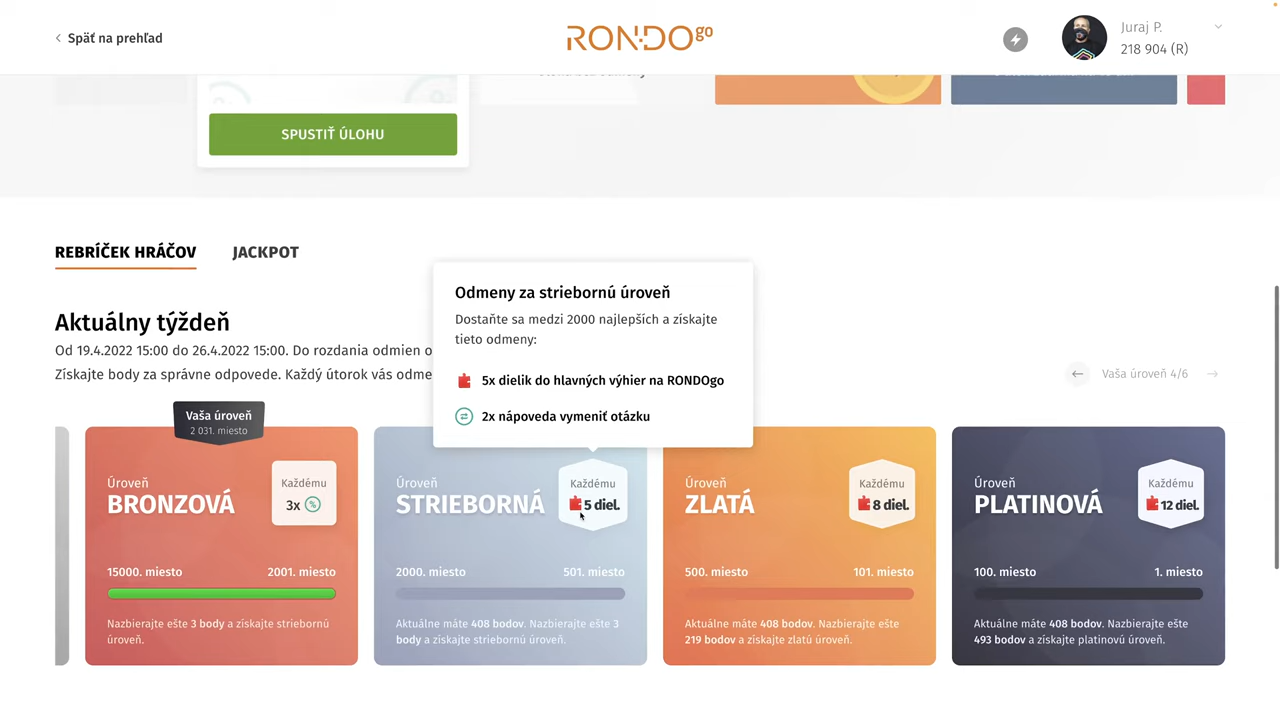 Späť na prehľad
RONDOgo
Juraj P.
218 904 (R)
SPUSTIŤ ÚLOHU
REBRÍČEK HRÁČOV
JACKPOT
Aktuálny týždeň
Od 19.4.2022 15:00 do 26.4.2022 15:00. Do rozdania odmien o
Získajte body za správne odpovede. Každý útorok vás odme
Odmeny za striebornú úroveň
Dostaňte sa medzi 2000 najlepších a získajte
tieto odmeny:
5x dielik do hlavných výhier na RONDOgo
2x nápoveda vymeniť otázku
Vaša úroveň 4/6
Vaša úroveň
2 031. miesto
Úroveň
BRONZOVÁ
Každému
3x
15000. miesto
2001. miesto
Nazbierajte ešte 3 body a získajte striebornú
úroveň.
Úroveň
STRIEBORNÁ
Každému
5 diel.
2000. miesto
501. miesto
Aktuálne máte 408 bodov. Nazbierajte ešte 3
body a získajte striebornú úroveň.
Úroveň
ZLATÁ
Každému
8 diel.
500. miesto
101. miesto
Aktuálne máte 408 bodov. Nazbierajte ešte
219 bodov a získajte zlatú úroveň.
Úroveň
PLATINOVÁ
Každému
12 diel.
100. miesto
1. miesto
Aktuálne máte 408 bodov. Nazbierajte ešte
493 bodov a získajte platinovú úroveň.